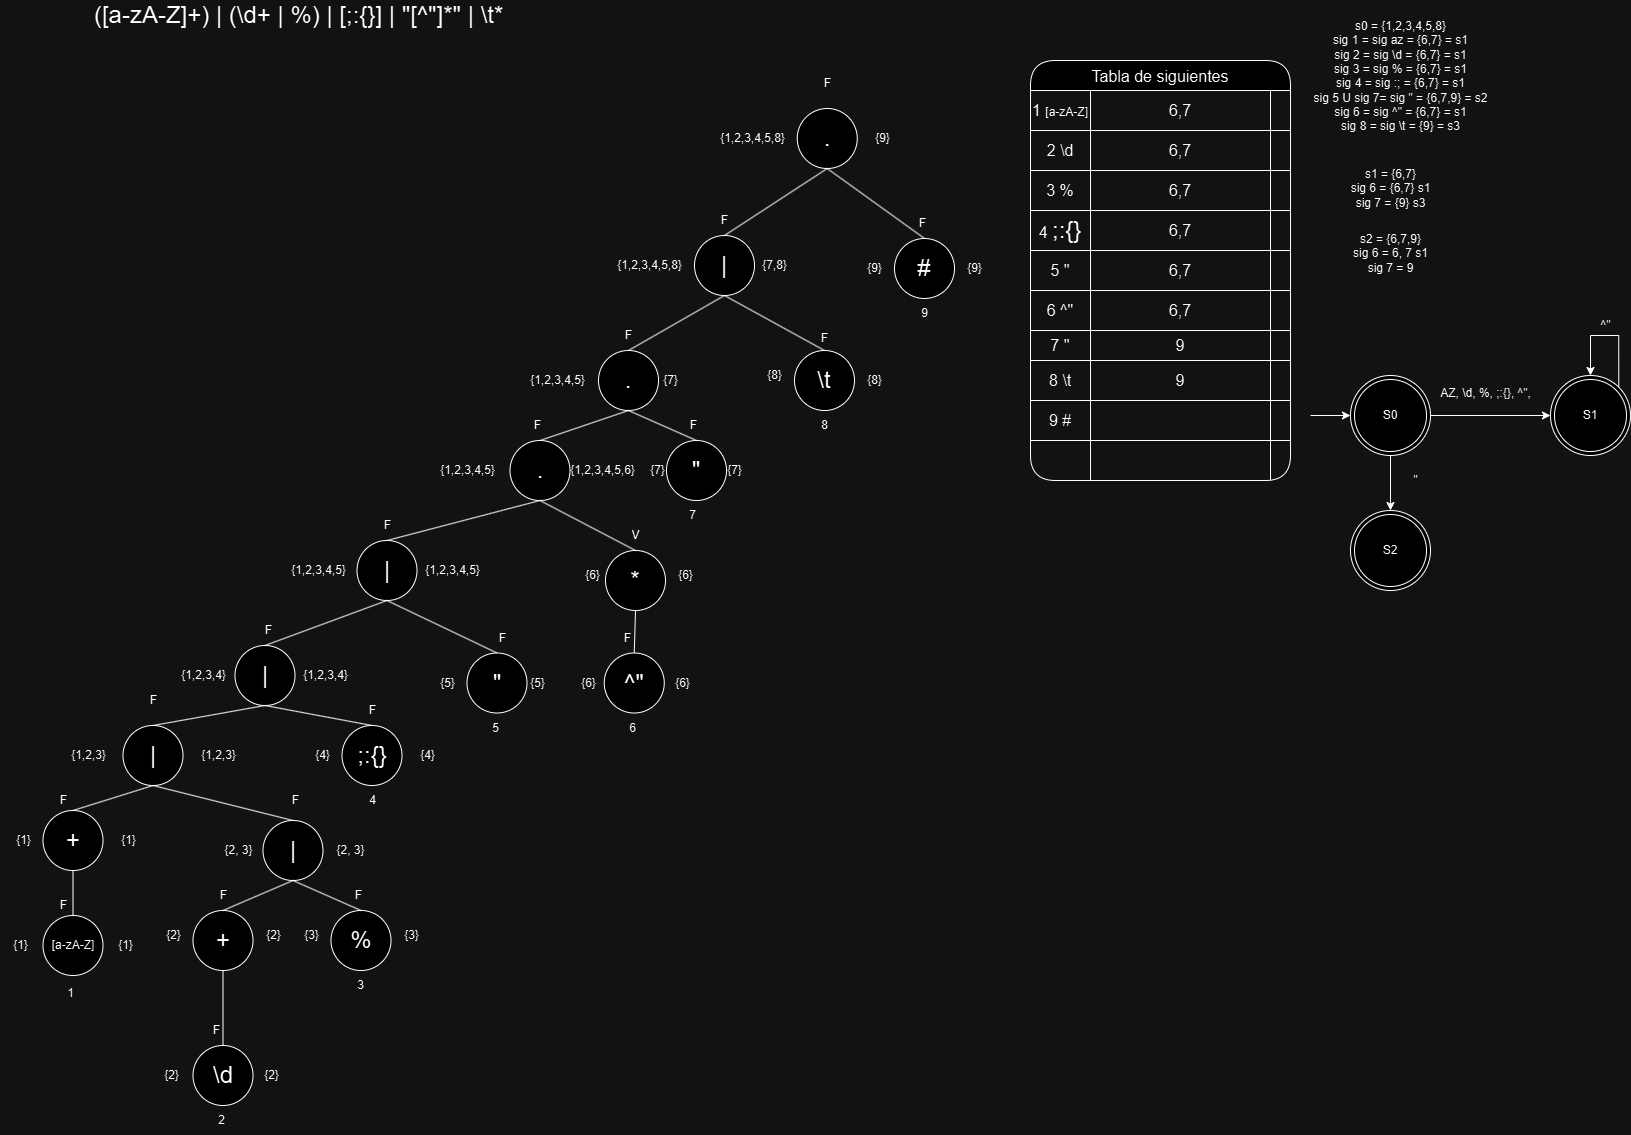 ([a-zA-Z]+) | (\d+ | %) | [;:{}] | "[^"]*" | \t*
F
{1,2,3,4,5,8}
.
{9}
F
{1,2,3,4,5,8}
|
{7,8}
F
{9}
#
{9}
9
F
{1,2,3,4,5}
.
{7}
F
{8}
\t
{8}
8
F
{1,2,3,4,5}
.
{1,2,3,4,5,6}
F
{7}
"
{7}
7
F
{1,2,3,4,5}
|
{1,2,3,4,5}
V
{6}
*
{6}
F
{1,2,3,4}
|
{1,2,3,4}
F
{5}
"
{5}
5
F
{6}
^"
{6}
6
F
{1,2,3}
|
{1,2,3}
F
{4}
;:{}
{4}
4
F
{1}
+
{1}
F
{2, 3}
|
{2, 3}
F
{1}
[a-zA-Z]
{1}
1
F
{2}
+
{2}
F
{3}
%
{3}
3
F
{2}
\d
{2}
2
Tabla de siguientes
1 [a-zA-Z] 6,7
2 \d 6,7
3 % 6,7
4 ;:{} 6,7
5 " 6,7
6 ^" 6,7
7 " 9
8 \t 9
9 #
s0 = {1,2,3,4,5,8}
sig 1 = sig az = {6,7} = s1
sig 2 = sig \d = {6,7} = s1
sig 3 = sig % = {6,7} = s1
sig 4 = sig :; = {6,7} = s1
sig 5 U sig 7= sig " = {6,7,9} = s2
sig 6 = sig ^" = {6,7} = s1
sig 8 = sig \t = {9} = s3
s1 = {6,7}
sig 6 = {6,7} s1
sig 7 = {9} s3
s2 = {6,7,9}
sig 6 = 6, 7 s1
sig 7 = 9
^"
AZ, \d, %, ;:{}, ^",
S0
S1
"
S2